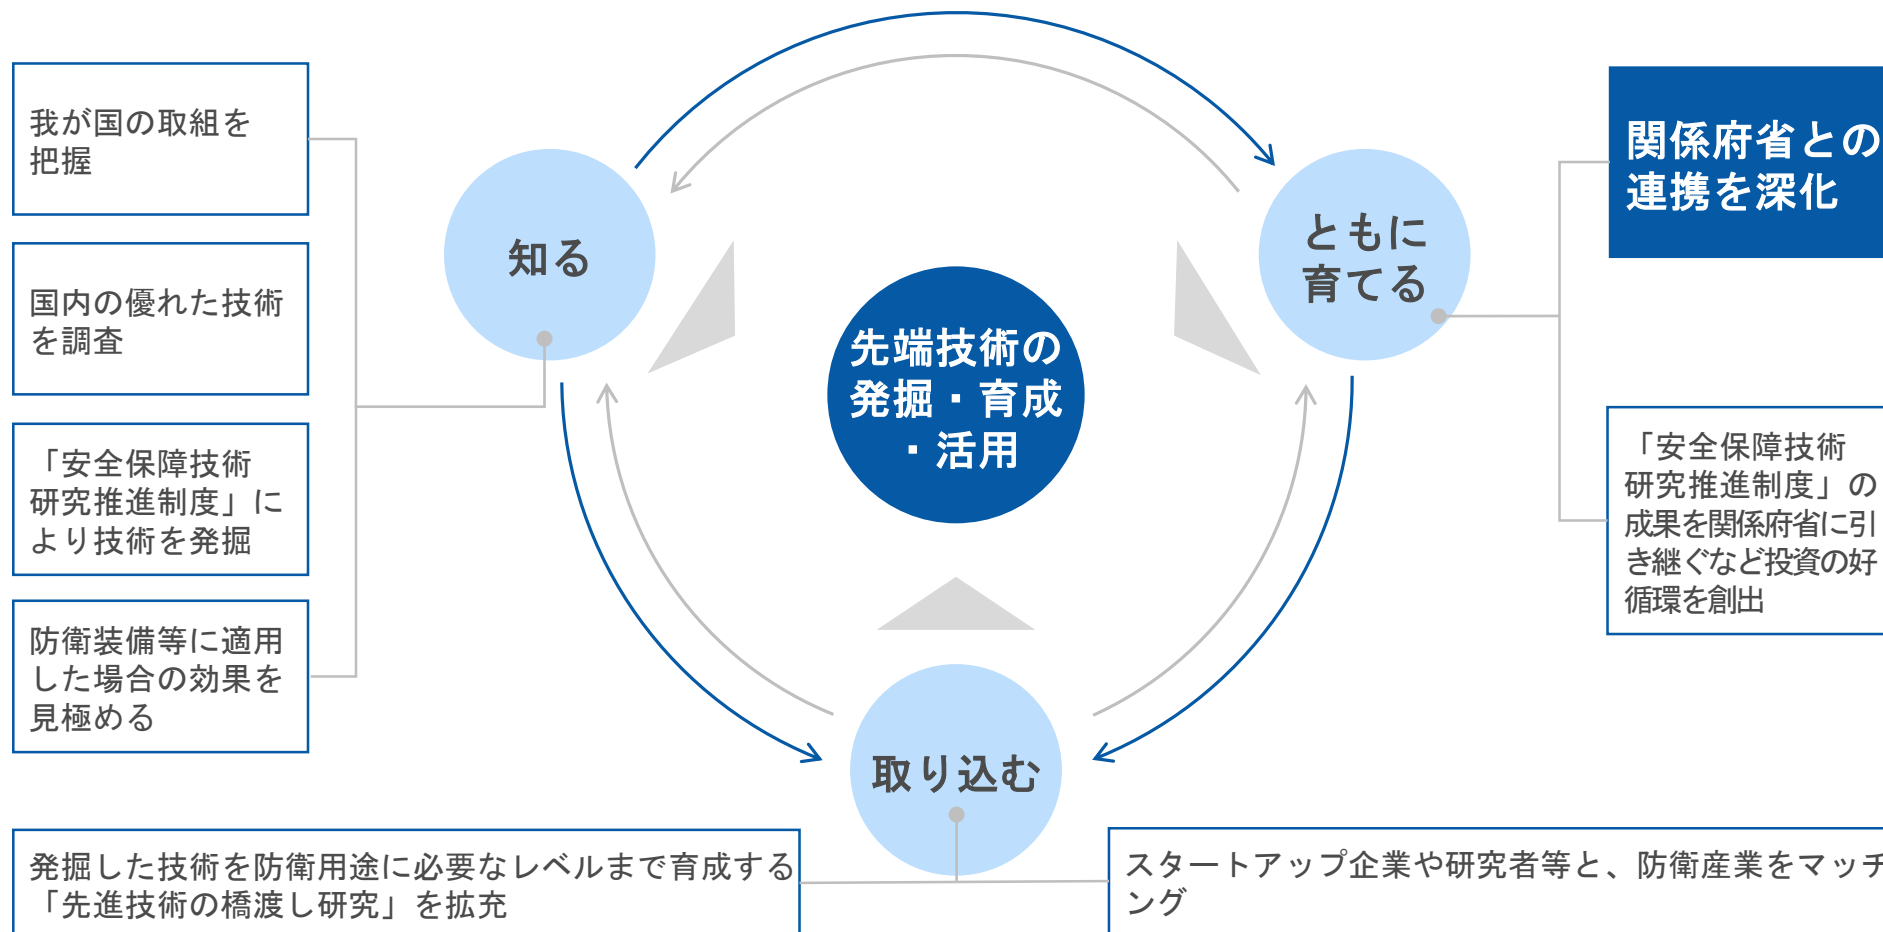 我が国の取組を
把握
国内の優れた技術
を調査
「安全保障技術
研究推進制度」に
より技術を発掘
防衛装備等に適用
した場合の効果を
見極める
知る
先端技術の
発掘・育成
・活用
ともに
育てる
関係府省との
連携を深化
「安全保障技術
研究推進制度」の
成果を関係府省に引
き継ぐなど投資の好
循環を創出
取り込む
発掘した技術を防衛用途に必要なレベルまで育成する
「先進技術の橋渡し研究」を拡充
スタートアップ企業や研究者等と、防衛産業をマッチ
ング